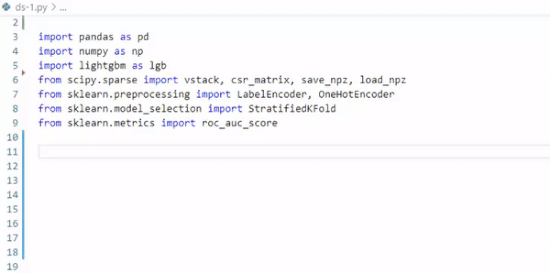 ds-1.py > ...
2
3 import pandas as pd
4 import numpy as np
5 import lightgbm as lgb
6 from scipy.sparse import vstack, csr_matrix, save_npz, load_npz
7 from sklearn.preprocessing import LabelEncoder, OneHotEncoder
8 from sklearn.model_selection import StratifiedKFold
9 from sklearn.metrics import roc_auc_score
10
11
12
13
14
15
16
17
18
19